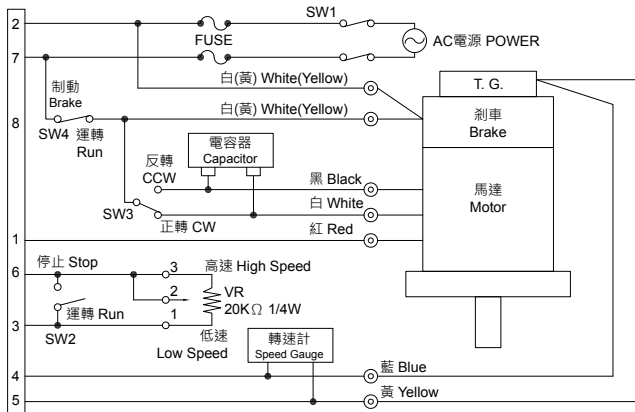 2
FUSE
SW1
AC電源 POWER
7
白(黃) White(Yellow)
T. G.
制動
Brake
8
SW4
運轉
Run
白(黃) White(Yellow)
剎車
Brake
電容器
Capacitor
反轉
CCW
黑 Black
馬達
Motor
白 White
SW3
正轉 CW
紅 Red
1
6
停止 Stop
3
高速 High Speed
2
VR
20KΩ 1/4W
運轉 Run
1
3
SW2
低速
Low Speed
轉速計
Speed Gauge
4
藍 Blue
5
黃 Yellow